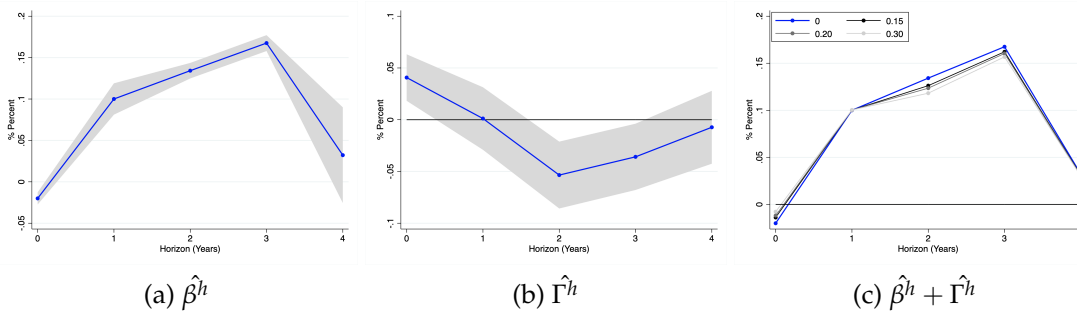 .2
.15
.1
.05
0
-.05
% Percent
0 1 2 3 4
Horizon (Years)
(a) β̂ʰ
.1
.05
0
-.05
-.1
% Percent
0 1 2 3 4
Horizon (Years)
(b) Γ̂ʰ
0 0.15
0.20 0.30
.2
.15
.1
.05
0
% Percent
0 1 2 3
Horizon (Years)
(c) β̂ʰ + Γ̂ʰ